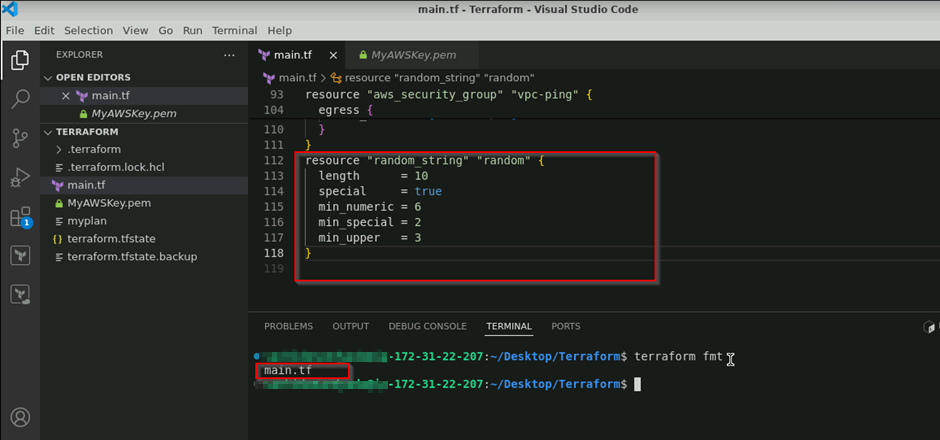 main.tf - Terraform - Visual Studio Code
File Edit Selection View Go Run Terminal Help
EXPLORER
OPEN EDITORS
main.tf
MyAWSKey.pem
TERRAFORM
.terraform
.terraform.lock.hcl
main.tf
MyAWSKey.pem
myplan
terraform.tfstate
terraform.tfstate.backup
1
main.tf MyAWSKey.pem
main.tf > resource "random_string" "random"
93 resource "aws_security_group" "vpc-ping" {
104 egress {
110 }
111 }
112 resource "random_string" "random" {
113 length = 10
114 special = true
115 min_numeric = 6
116 min_special = 2
117 min_upper = 3
118 }
119
PROBLEMS OUTPUT DEBUG CONSOLE TERMINAL PORTS
-172-31-22-207:~/Desktop/Terraform$ terraform fmt
main.tf
-172-31-22-207:~/Desktop/Terraform$